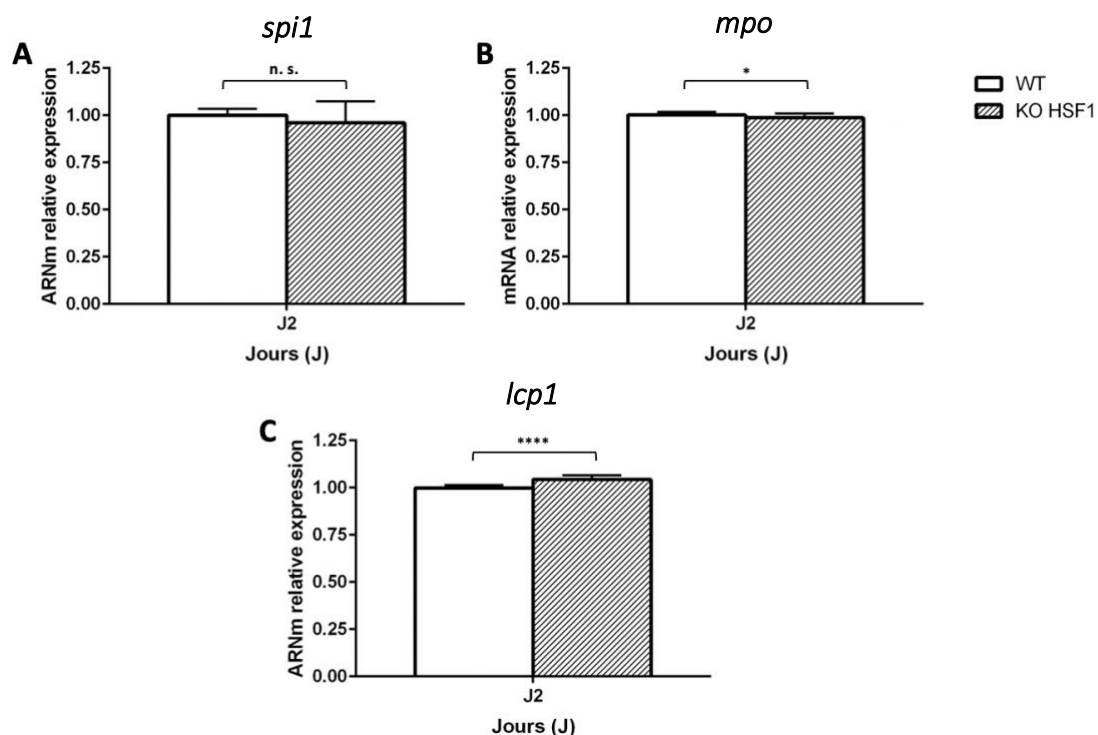 spi1
A
n. s.
1.25
1.00
0.75
0.50
0.25
0.00
ARNm relative expression
J2
Jours (J)
mpo
B
*
1.25
1.00
0.75
0.50
0.25
0.00
mRNA relative expression
J2
Jours (J)
WT
KO HSF1
lcp1
C
****
1.25
1.00
0.75
0.50
0.25
0.00
ARNm relative expression
J2
Jours (J)